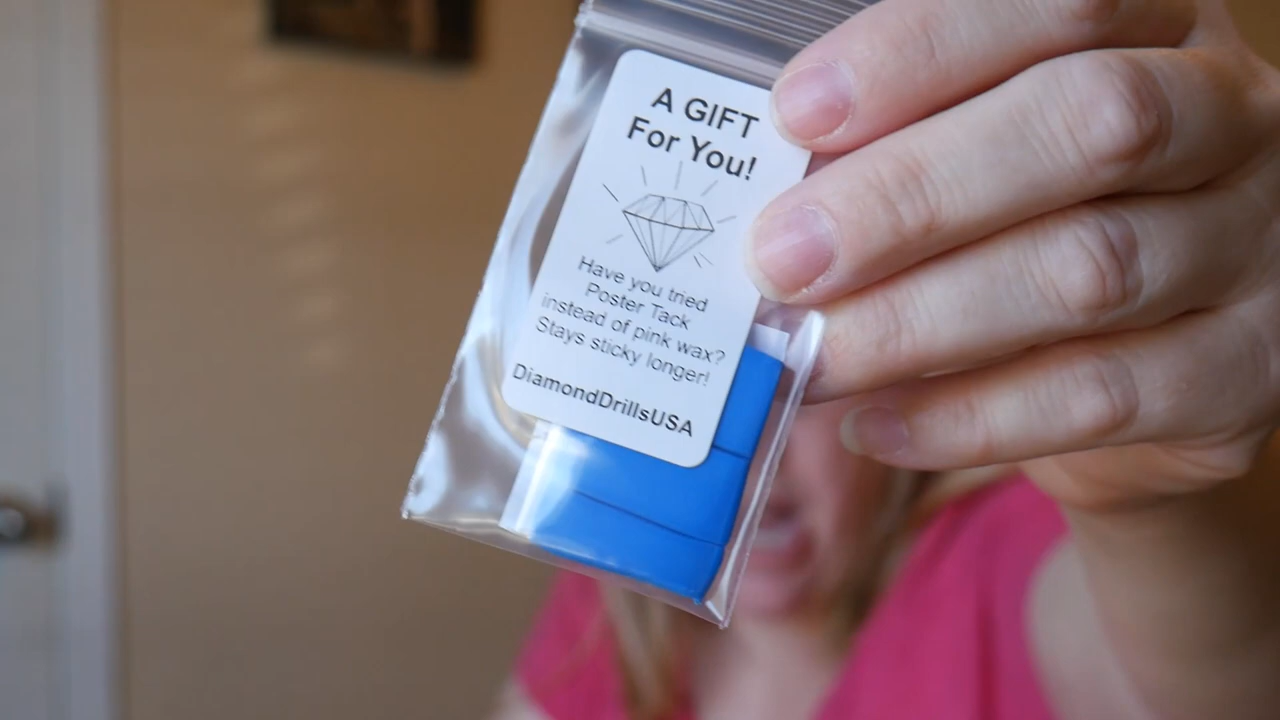 A GIFT
For You!
Have you tried
Poster Tack
instead of pink wax?
Stays sticky longer!
DiamondDrillsUSA